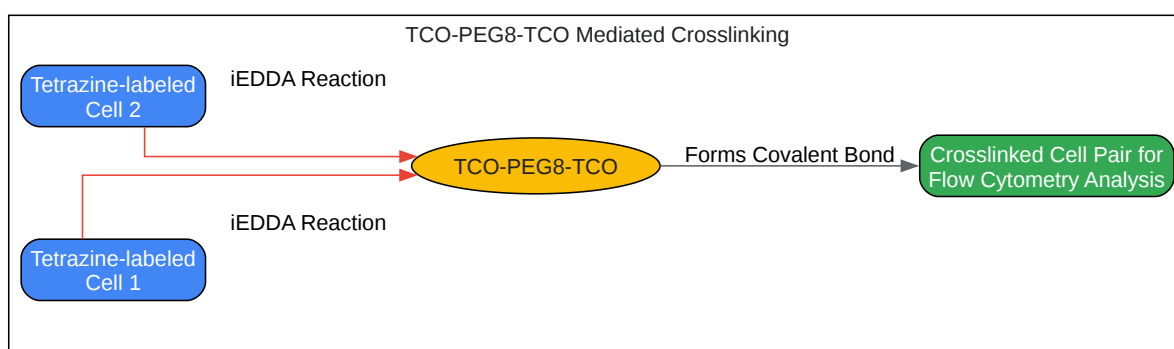 TCO-PEG8-TCO Mediated Crosslinking
Tetrazine-labeled
Cell 2
iEDDA Reaction
TCO-PEG8-TCO
Forms Covalent Bond
Crosslinked Cell Pair for
Flow Cytometry Analysis
iEDDA Reaction
Tetrazine-labeled
Cell 1